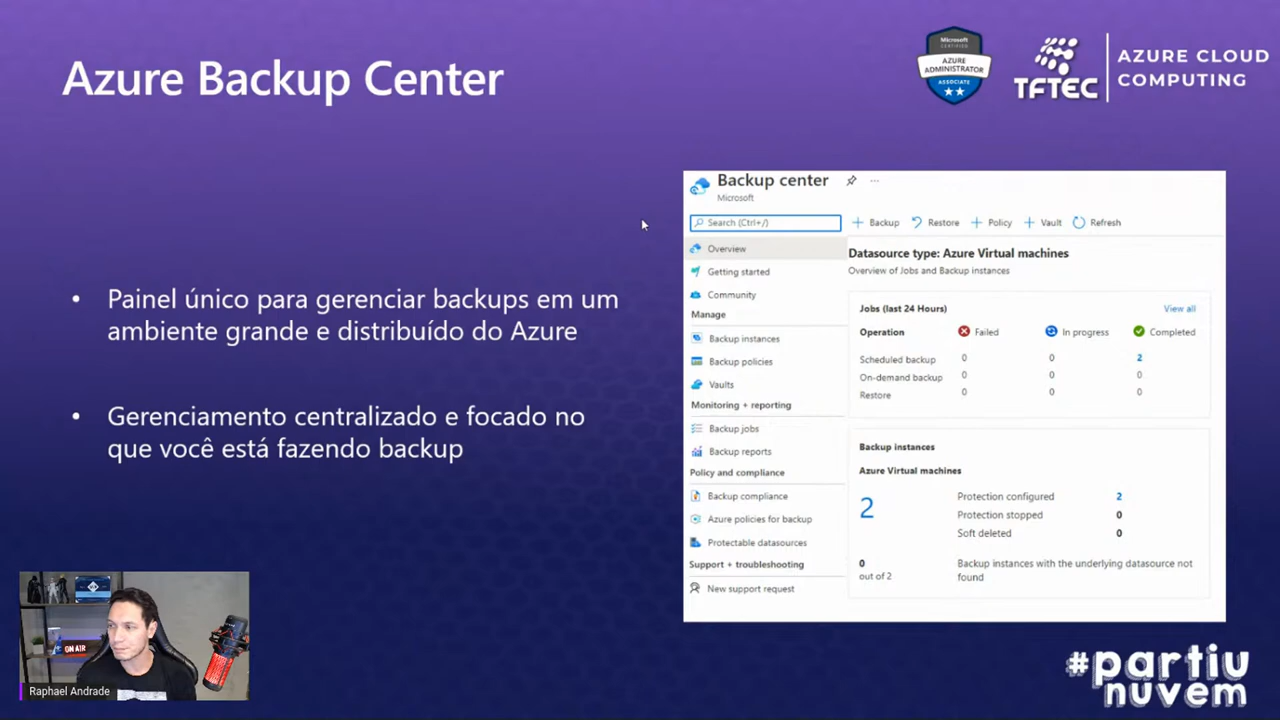 Azure Backup Center
Microsoft
CERTIFIED
AZURE
ADMINISTRATOR
ASSOCIATE
TFTEC
AZURE CLOUD
COMPUTING
• Painel único para gerenciar backups em um
ambiente grande e distribuído do Azure
• Gerenciamento centralizado e focado no
que você está fazendo backup
Backup center
Microsoft
Search (Ctrl+/)
Overview
Getting started
Community
Manage
Backup instances
Backup policies
Vaults
Monitoring + reporting
Backup jobs
Backup reports
Policy and compliance
Backup compliance
Azure policies for backup
Protectable datasources
Support + troubleshooting
New support request
+ Backup Restore + Policy + Vault Refresh
Datasource type: Azure Virtual machines
Overview of Jobs and Backup instances
Jobs (last 24 Hours) View all
Operation Failed In progress Completed
Scheduled backup 0 0 2
On-demand backup 0 0 0
Restore 0 0 0
Backup instances
Azure Virtual machines
2
Protection configured 2
Protection stopped 0
Soft deleted 0
0
out of 2
Backup instances with the underlying datasource not
found
ON AIR
Raphael Andrade
#partiu
nuvem